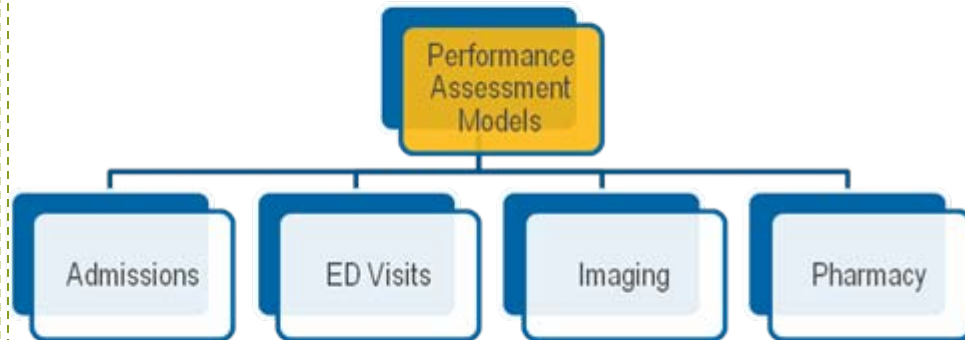 Performance
Assessment
Models
Admissions
ED Visits
Imaging
Pharmacy